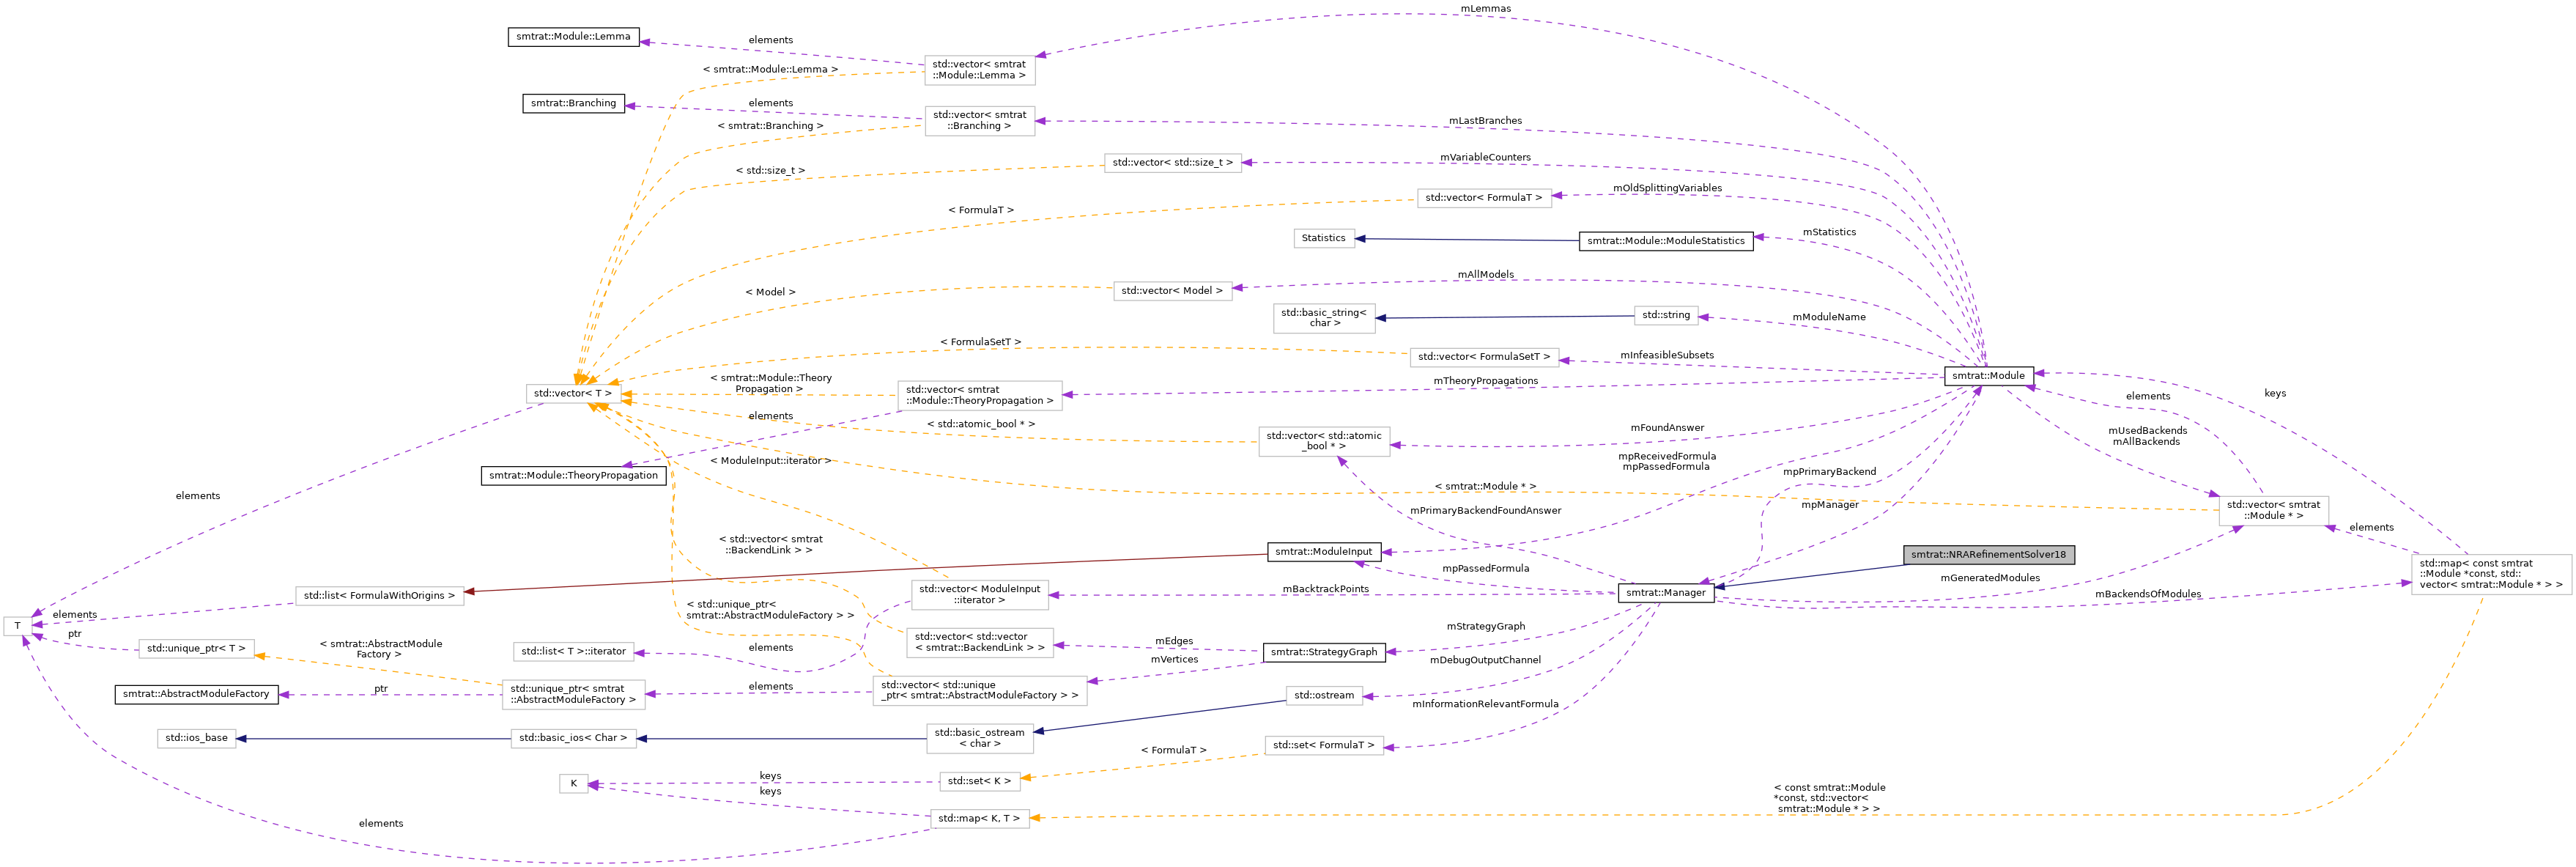 mLemmas
smtrat::Module::Lemma
elements
std::vector< smtrat
::Module::Lemma >
< smtrat::Module::Lemma >
smtrat::Branching
elements
std::vector< smtrat
::Branching >
< smtrat::Branching >
mLastBranches
std::vector< std::size_t >
mVariableCounters
< std::size_t >
mOldSplittingVariables
std::vector< FormulaT >
< FormulaT >
mStatistics
Statistics
smtrat::Module::ModuleStatistics
mAllModels
std::vector< Model >
< Model >
std::basic_string<
char >
std::string
mModuleName
< FormulaSetT >
std::vector< FormulaSetT >
mInfeasibleSubsets
smtrat::Module
std::vector< T >
< smtrat::Module::Theory
Propagation >
std::vector< smtrat
::Module::TheoryPropagation >
mTheoryPropagations
elements
keys
elements
< std::atomic_bool * >
std::vector< std::atomic
_bool * >
mFoundAnswer
mUsedBackends
mAllBackends
< ModuleInput::iterator >
mpReceivedFormula
mpPassedFormula
mpPrimaryBackend
smtrat::Module::TheoryPropagation
elements
< smtrat::Module * >
mpManager
mPrimaryBackendFoundAnswer
std::vector< smtrat
::Module * >
elements
< std::vector< smtrat
::BackendLink > >
smtrat::ModuleInput
smtrat::NRARefinementSolver18
mpPassedFormula
mGeneratedModules
std::map< const smtrat
::Module *const, std::
vector< smtrat::Module * > >
std::list< FormulaWithOrigins >
std::vector< ModuleInput
::iterator >
mBacktrackPoints
smtrat::Manager
mBackendsOfModules
< std::unique_ptr<
smtrat::AbstractModuleFactory > >
elements
T
ptr
mStrategyGraph
std::vector< std::vector
< smtrat::BackendLink > >
mEdges
std::unique_ptr< T >
< smtrat::AbstractModule
Factory >
std::list< T >::iterator
elements
smtrat::StrategyGraph
mVertices
mDebugOutputChannel
smtrat::AbstractModuleFactory
ptr
std::unique_ptr< smtrat
::AbstractModuleFactory >
elements
std::vector< std::unique
_ptr< smtrat::AbstractModuleFactory > >
std::ostream
mInformationRelevantFormula
std::ios_base
std::basic_ios< Char >
std::basic_ostream
< char >
std::set< FormulaT >
< FormulaT >
K
keys
std::set< K >
keys
std::map< K, T >
< const smtrat::Module
*const, std::vector<
smtrat::Module * > >
elements